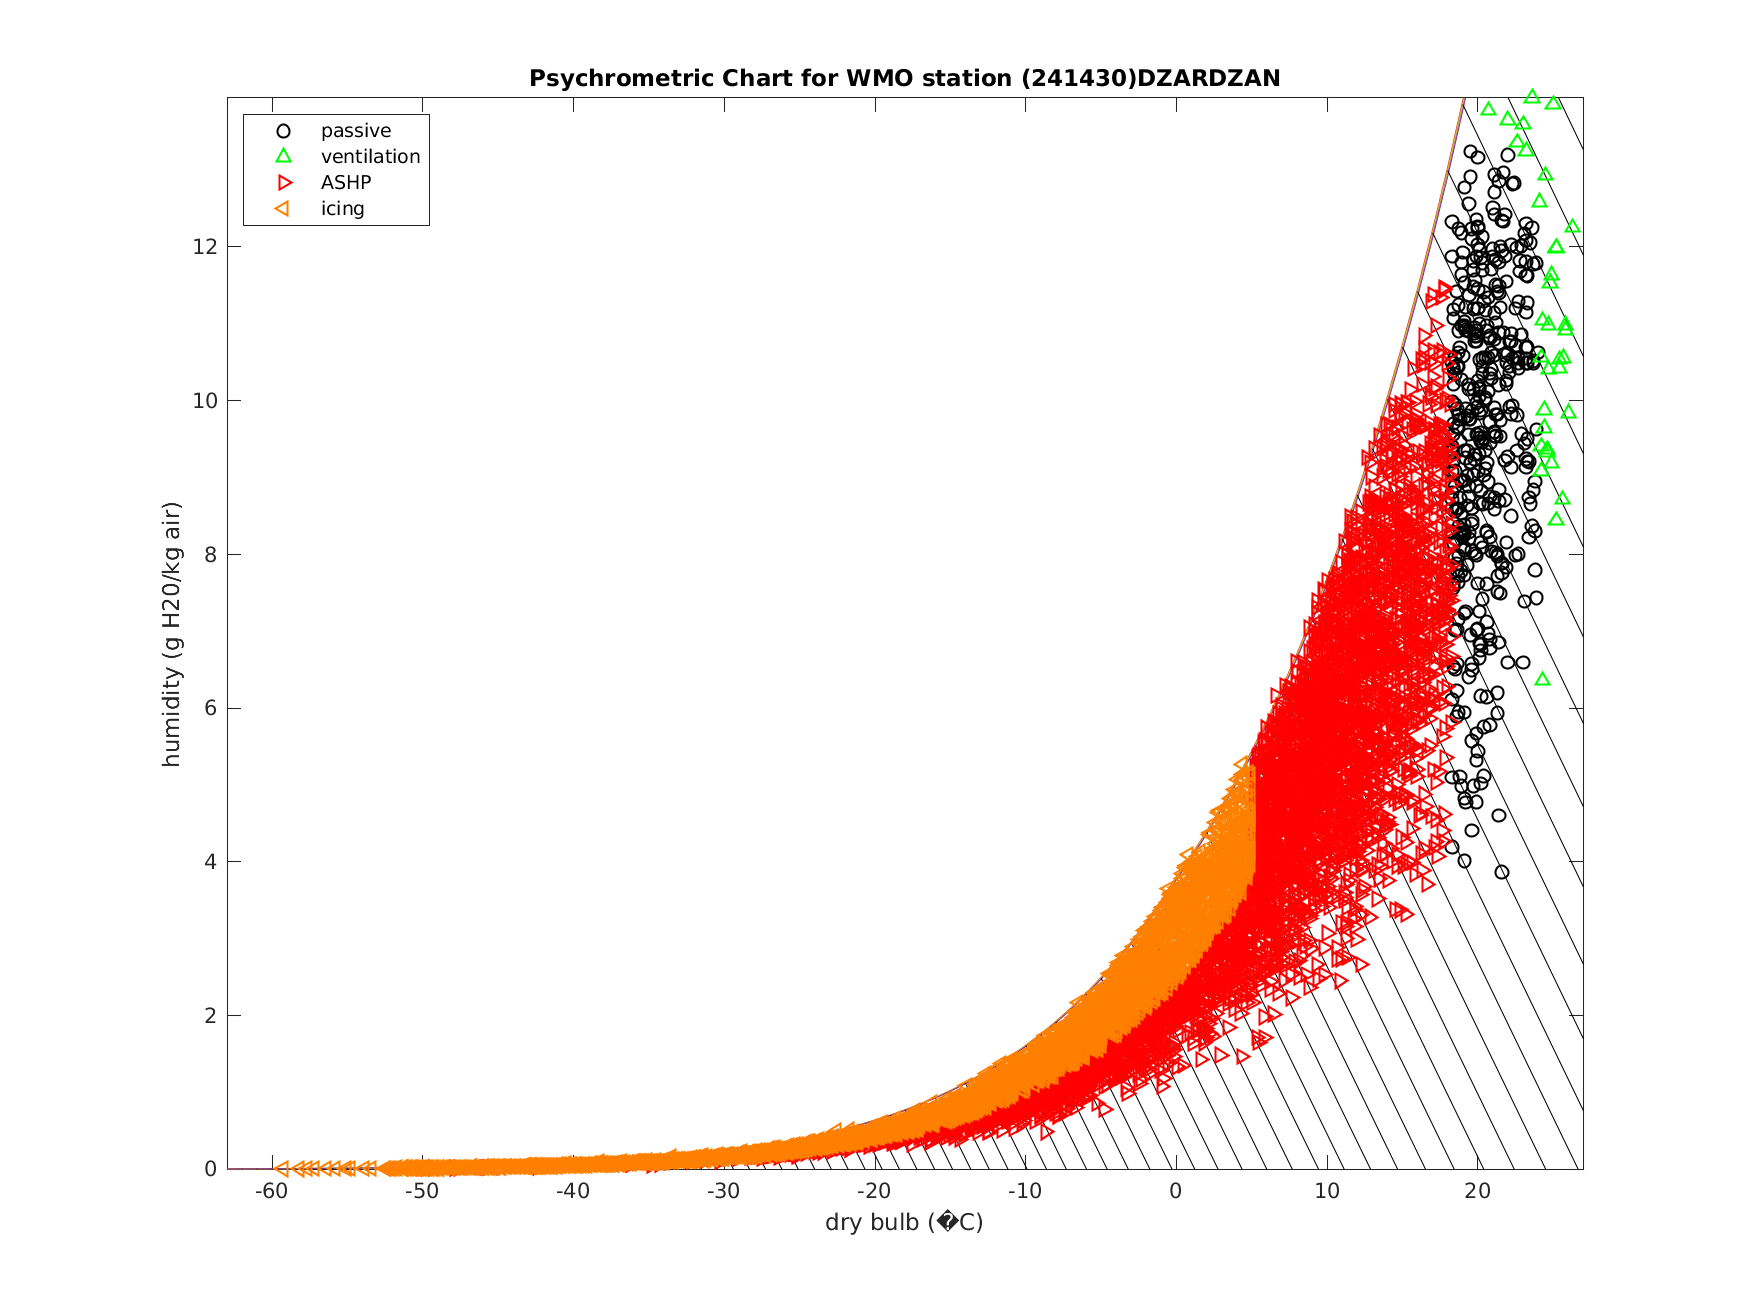 Psychrometric Chart for WMO station (241430)DZARDZAN
passive
ventilation
ASHP
icing
humidity (g H20/kg air)
12
10
8
6
4
2
0
-60 -50 -40 -30 -20 -10 0 10 20
dry bulb (�C)